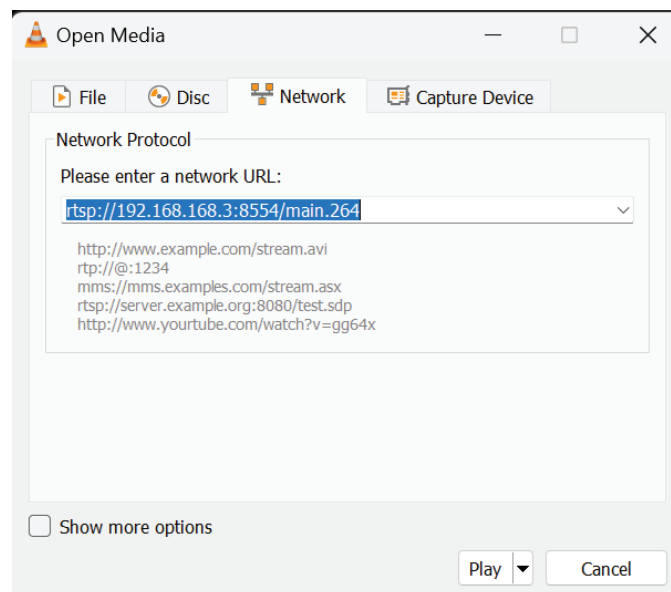 Open Media
File Disc Network Capture Device
Network Protocol
Please enter a network URL:
rtsp://192.168.168.3:8554/main.264
http://www.example.com/stream.avi
rtp://@:1234
mms://mms.examples.com/stream.asx
rtsp://server.example.org:8080/test.sdp
http://www.yourtube.com/watch?v=gg64x
Show more options
Play Cancel